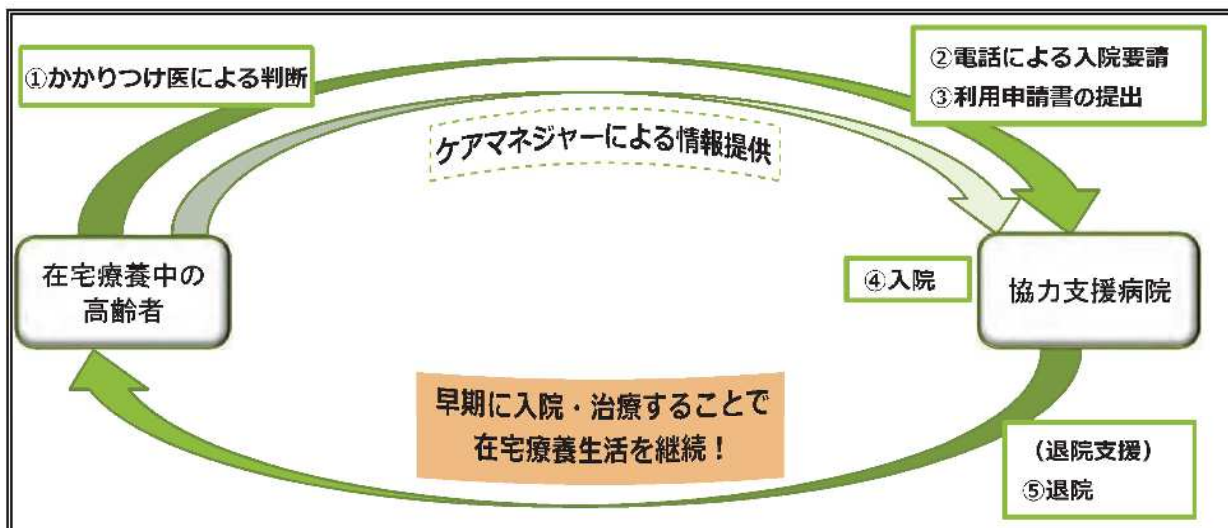 ①かかりつけ医による判断
②電話による入院要請
③利用申請書の提出
ケアマネジャーによる情報提供
在宅療養中の
高齢者
④入院
協力支援病院
早期に入院・治療することで
在宅療養生活を継続！
（退院支援）
⑤退院